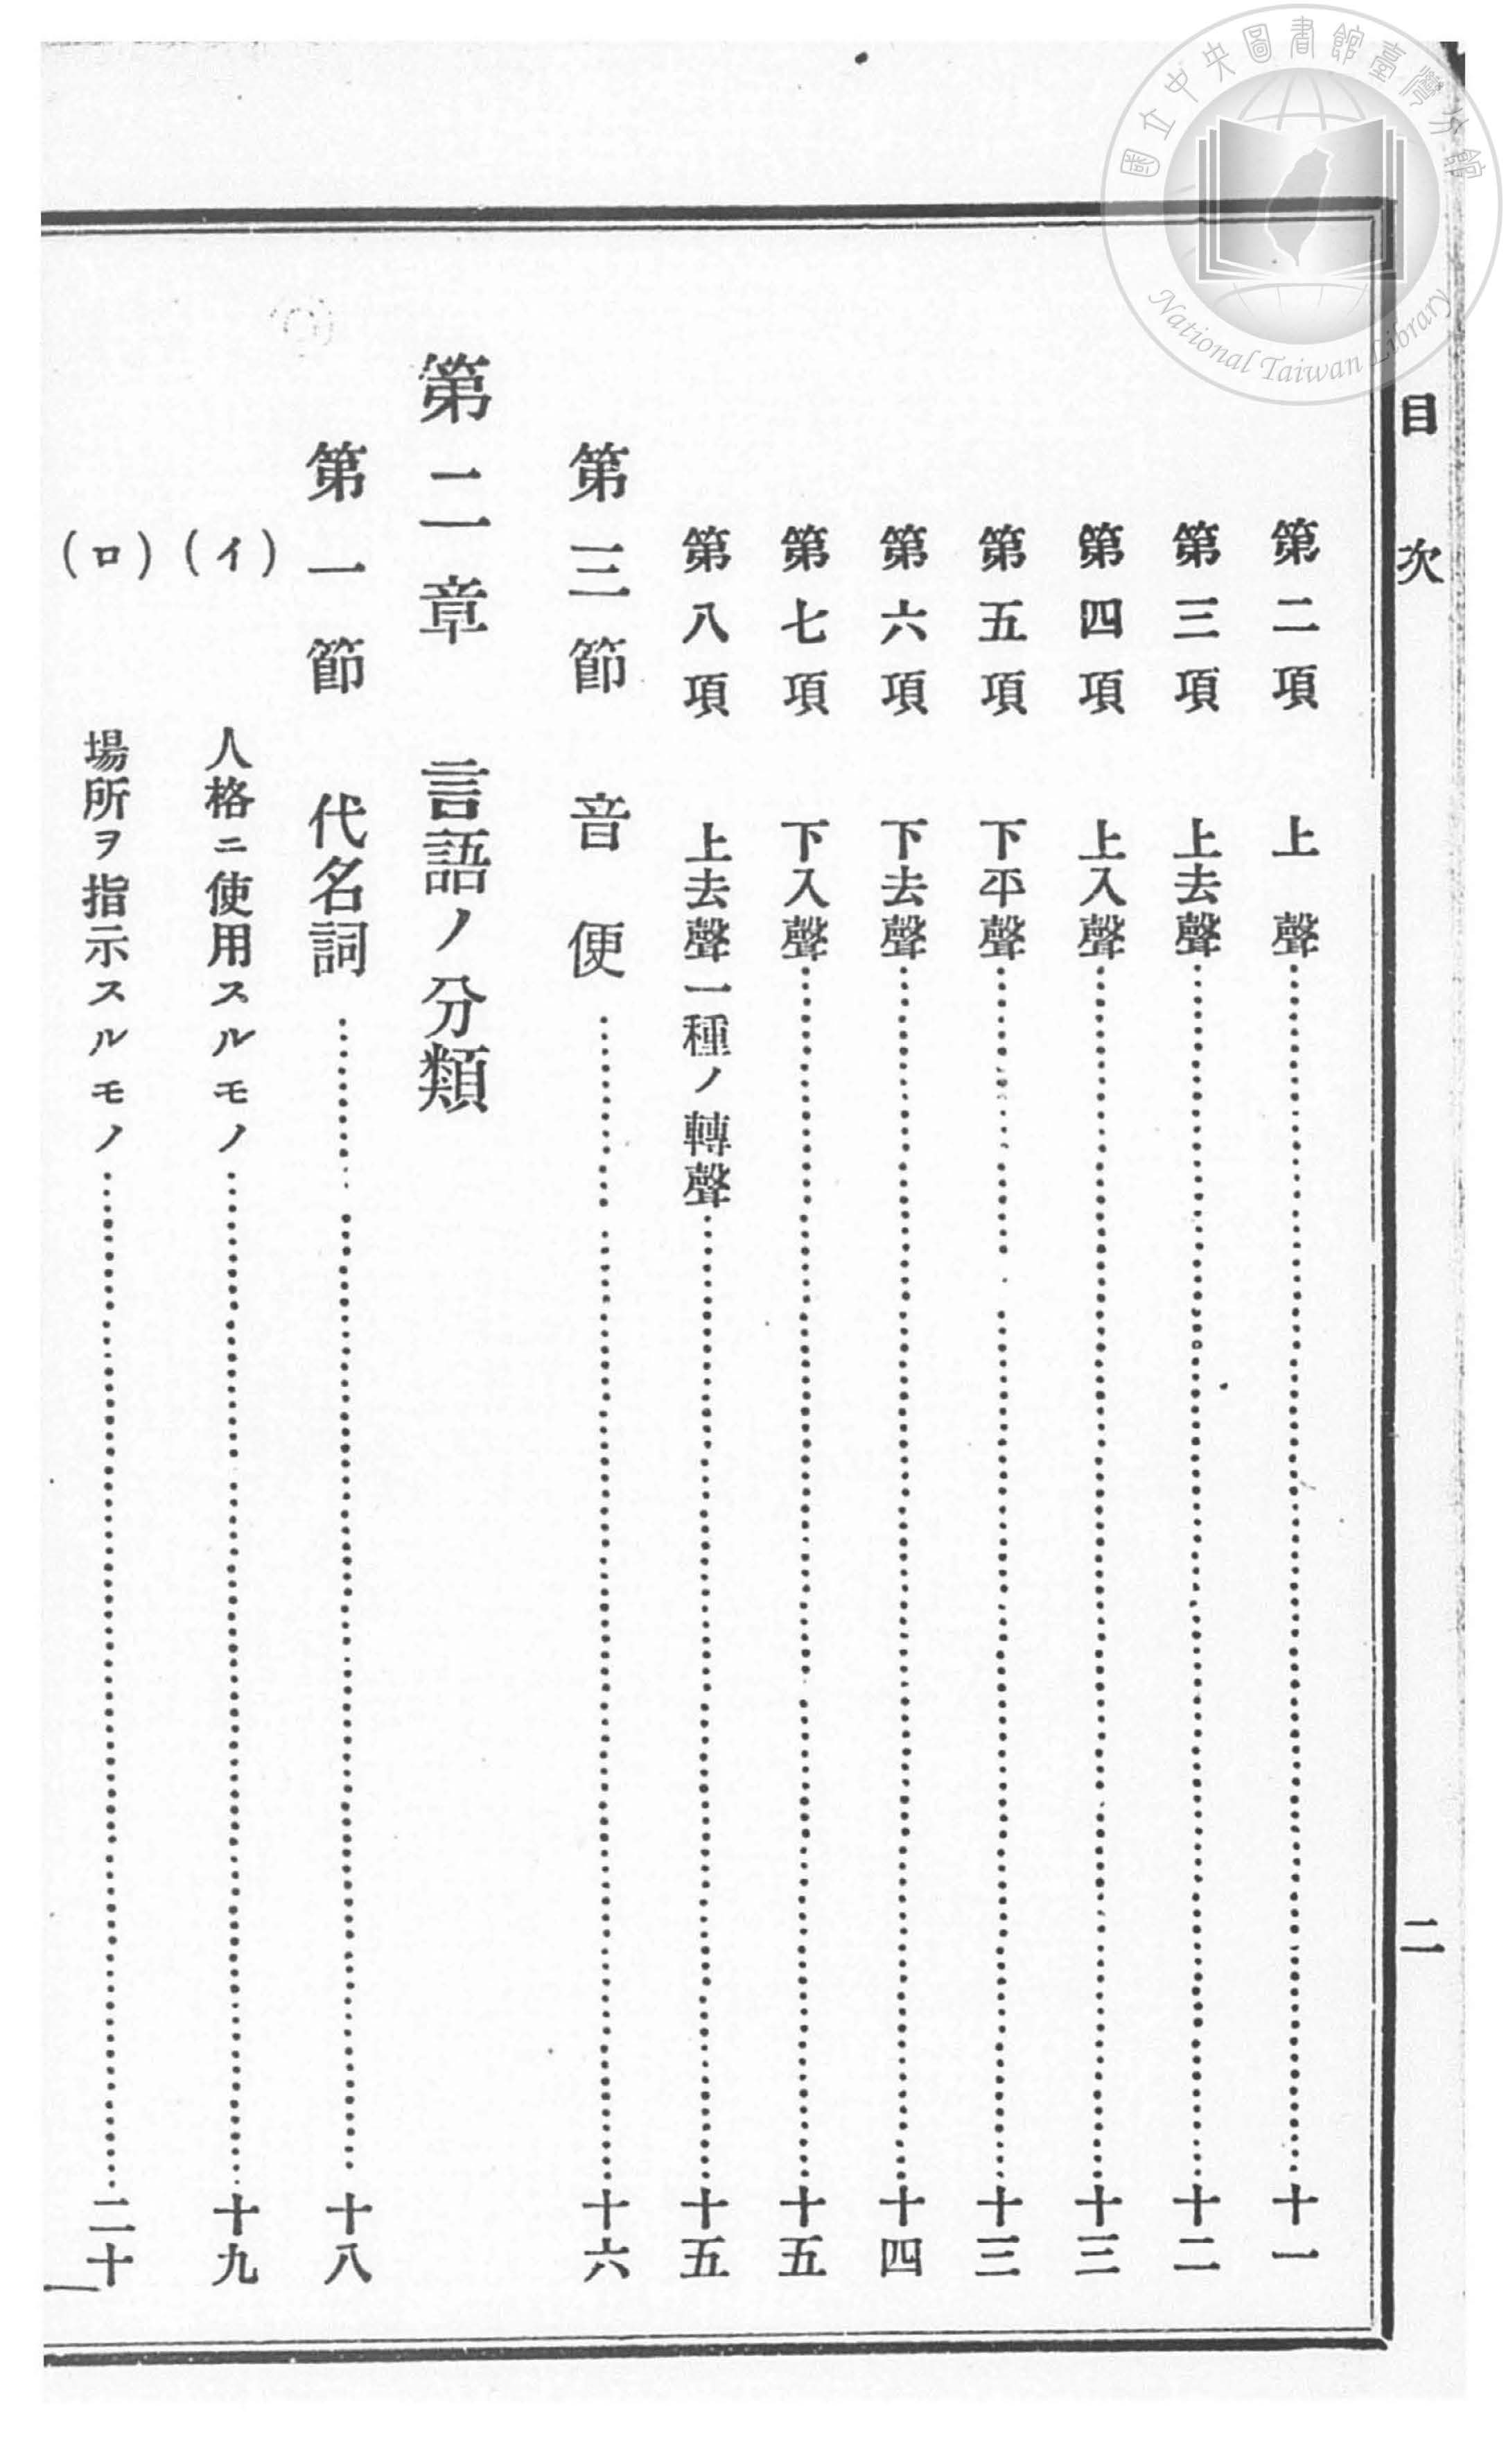 國立中央圖書館臺灣分館
National Taiwan Library
目次 二
第二項 上聲……十一
第三項 上去聲……十二
第四項 上入聲……十三
第五項 下平聲……十三
第六項 下去聲……十四
第七項 下入聲……十五
第八項 上去聲一種ノ轉聲……十五
第三節 音便……十六
第二章 言語ノ分類
第一節 代名詞……十八
(イ) 人格ニ使用スルモノ……十九
(ロ) 場所ヲ指示スルモノ……二十